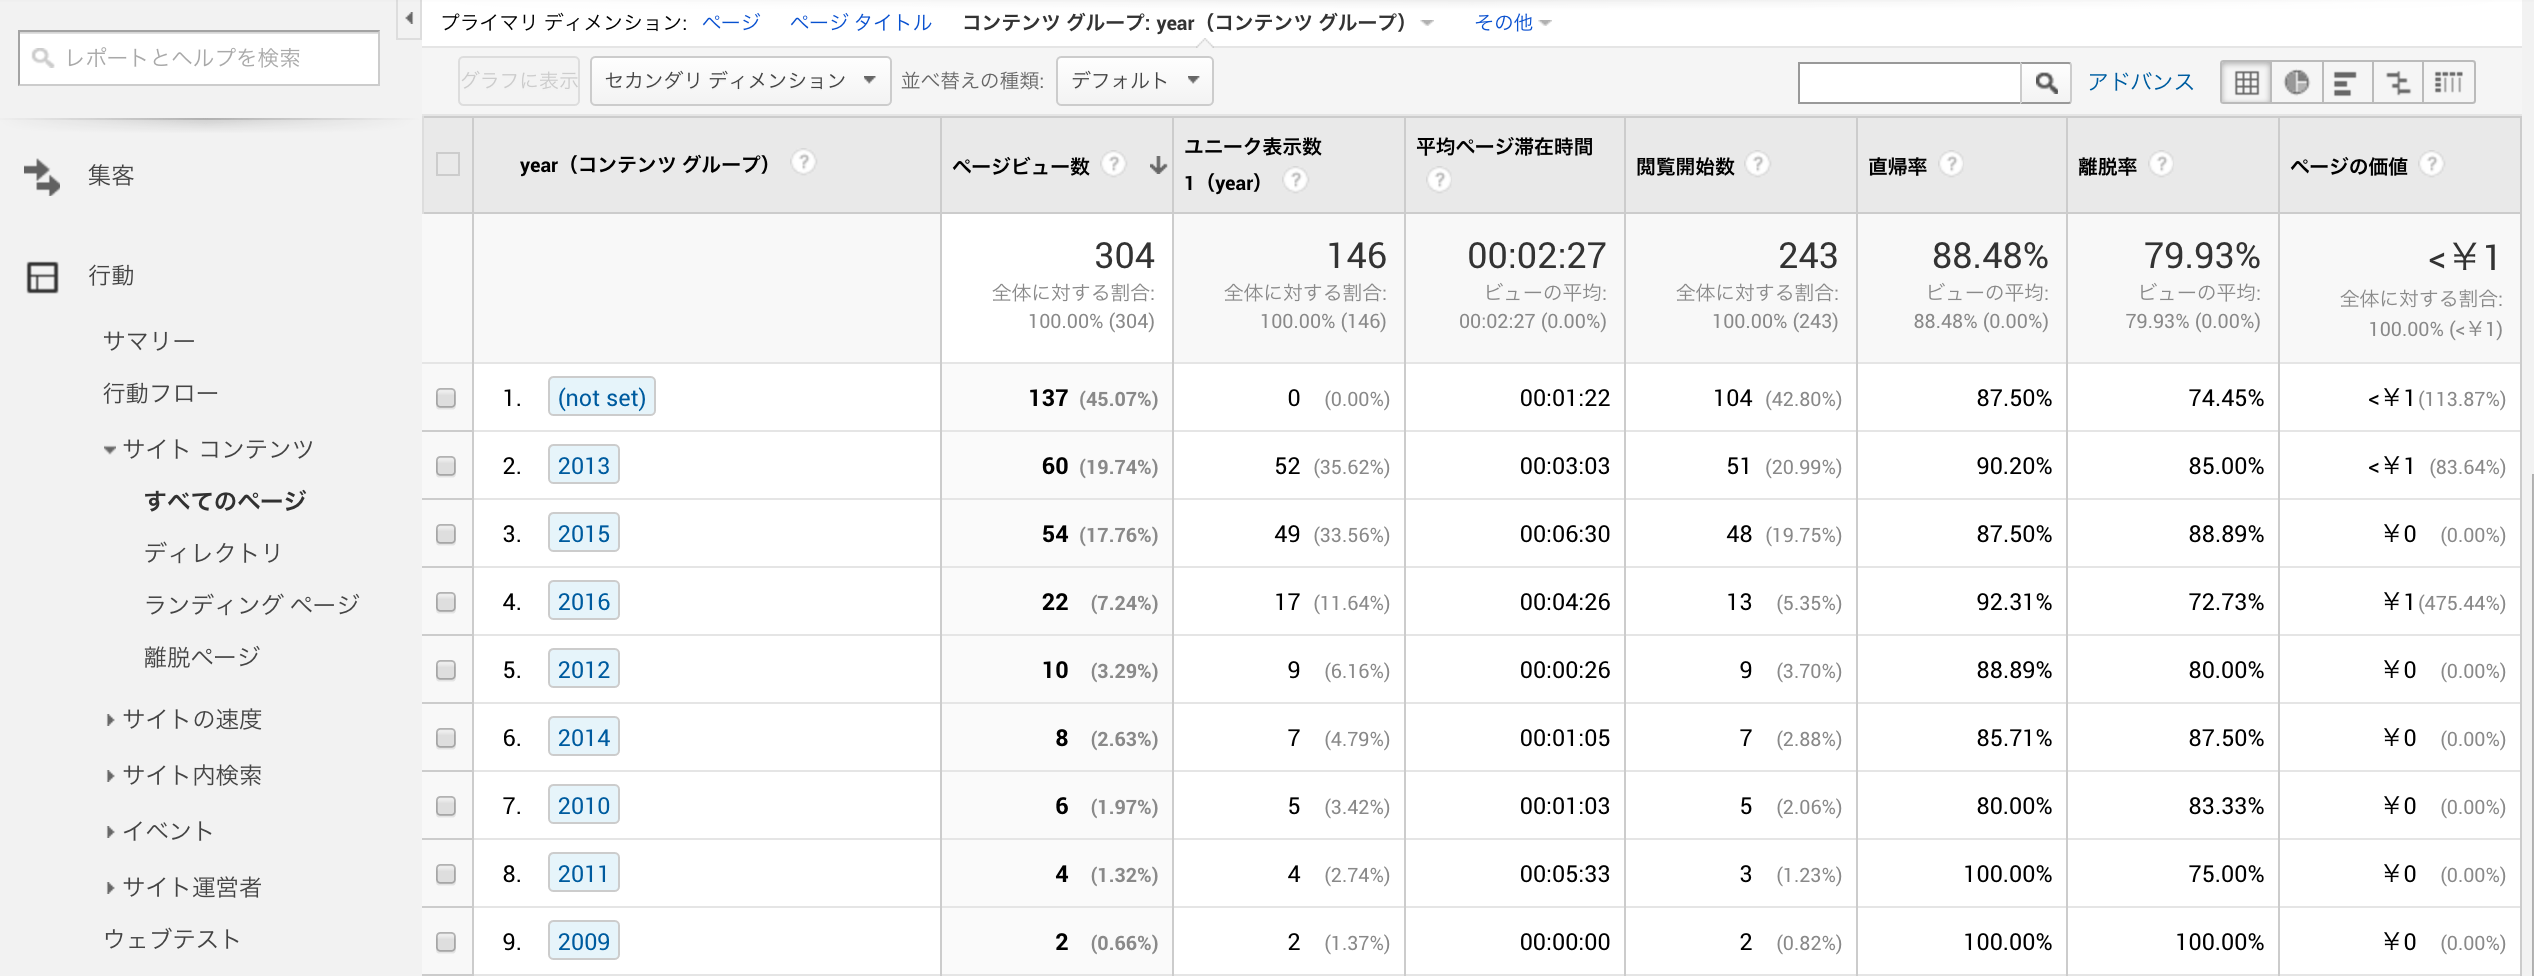 プライマリ ディメンション: ページ ページ タイトル コンテンツ グループ: year（コンテンツ グループ） その他
レポートとヘルプを検索
集客
行動
サマリー
行動フロー
サイト コンテンツ
すべてのページ
ディレクトリ
ランディング ページ
離脱ページ
サイトの速度
サイト内検索
イベント
サイト運営者
ウェブテスト
グラフに表示 セカンダリ ディメンション 並べ替えの種類: デフォルト アドバンス
year（コンテンツ グループ） ? ページビュー数 ? ユニーク表示数 1（year） ? 平均ページ滞在時間 ? 閲覧開始数 ? 直帰率 ? 離脱率 ? ページの価値 ?
304 146 00:02:27 243 88.48% 79.93% <¥1
全体に対する割合: 全体に対する割合: ビューの平均: 全体に対する割合: ビューの平均: ビューの平均: 全体に対する割合:
100.00% (304) 100.00% (146) 00:02:27 (0.00%) 100.00% (243) 88.48% (0.00%) 79.93% (0.00%) 100.00% (<¥1)
1. (not set) 137 (45.07%) 0 (0.00%) 00:01:22 104 (42.80%) 87.50% 74.45% <¥1 (113.87%)
2. 2013 60 (19.74%) 52 (35.62%) 00:03:03 51 (20.99%) 90.20% 85.00% <¥1 (83.64%)
3. 2015 54 (17.76%) 49 (33.56%) 00:06:30 48 (19.75%) 87.50% 88.89% ¥0 (0.00%)
4. 2016 22 (7.24%) 17 (11.64%) 00:04:26 13 (5.35%) 92.31% 72.73% ¥1 (475.44%)
5. 2012 10 (3.29%) 9 (6.16%) 00:00:26 9 (3.70%) 88.89% 80.00% ¥0 (0.00%)
6. 2014 8 (2.63%) 7 (4.79%) 00:01:05 7 (2.88%) 85.71% 87.50% ¥0 (0.00%)
7. 2010 6 (1.97%) 5 (3.42%) 00:01:03 5 (2.06%) 80.00% 83.33% ¥0 (0.00%)
8. 2011 4 (1.32%) 4 (2.74%) 00:05:33 3 (1.23%) 100.00% 75.00% ¥0 (0.00%)
9. 2009 2 (0.66%) 2 (1.37%) 00:00:00 2 (0.82%) 100.00% 100.00% ¥0 (0.00%)